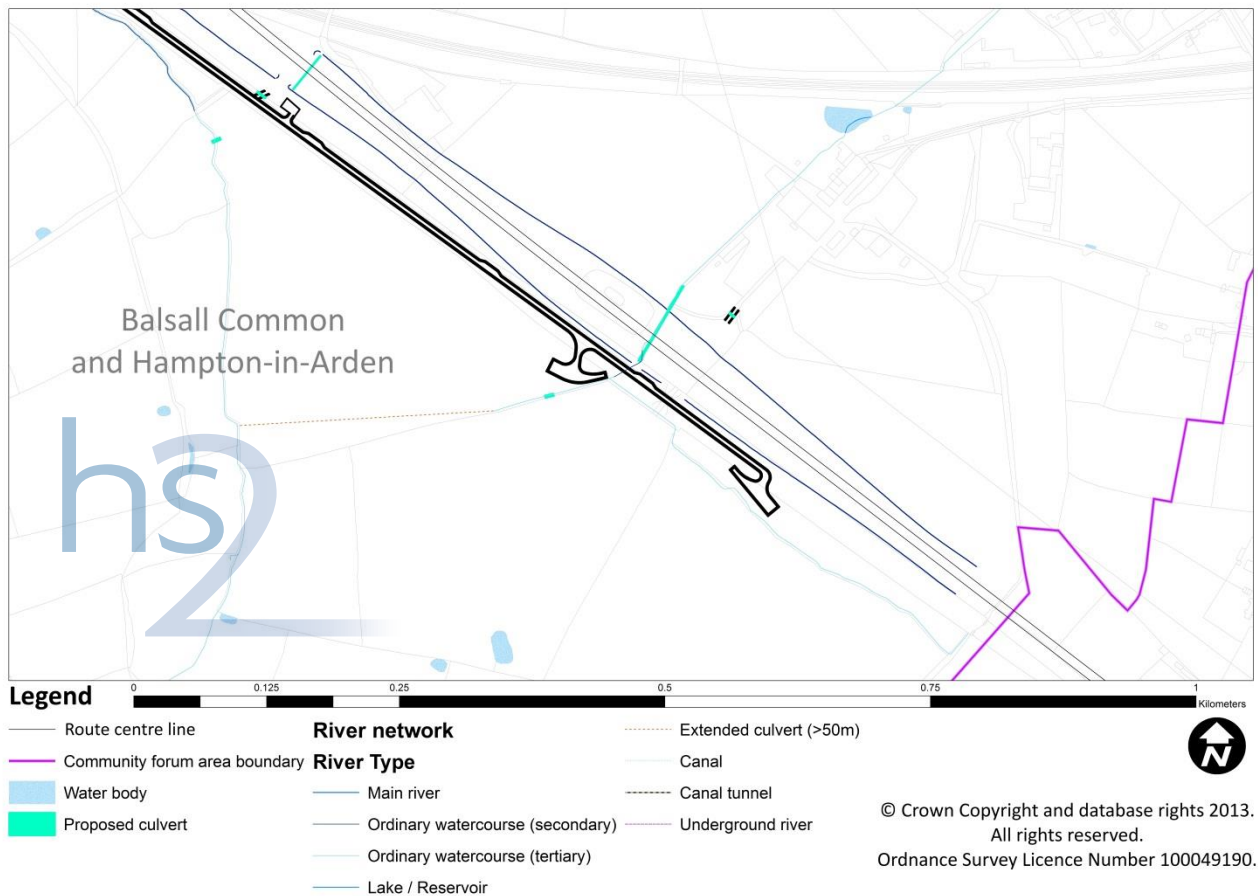 Balsall Common
and Hampton-in-Arden
hs2
Legend
0 0.125 0.25 0.5 0.75 1
Kilometers
Route centre line
Community forum area boundary
Water body
Proposed culvert
River network
River Type
Main river
Ordinary watercourse (secondary)
Ordinary watercourse (tertiary)
Lake / Reservoir
Extended culvert (>50m)
Canal
Canal tunnel
Underground river
N
© Crown Copyright and database rights 2013.
All rights reserved.
Ordnance Survey Licence Number 100049190.